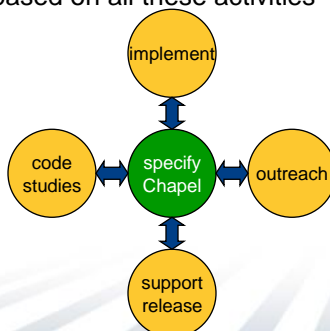 based on all these activities
implement
code
studies
specify
Chapel
outreach
support
release